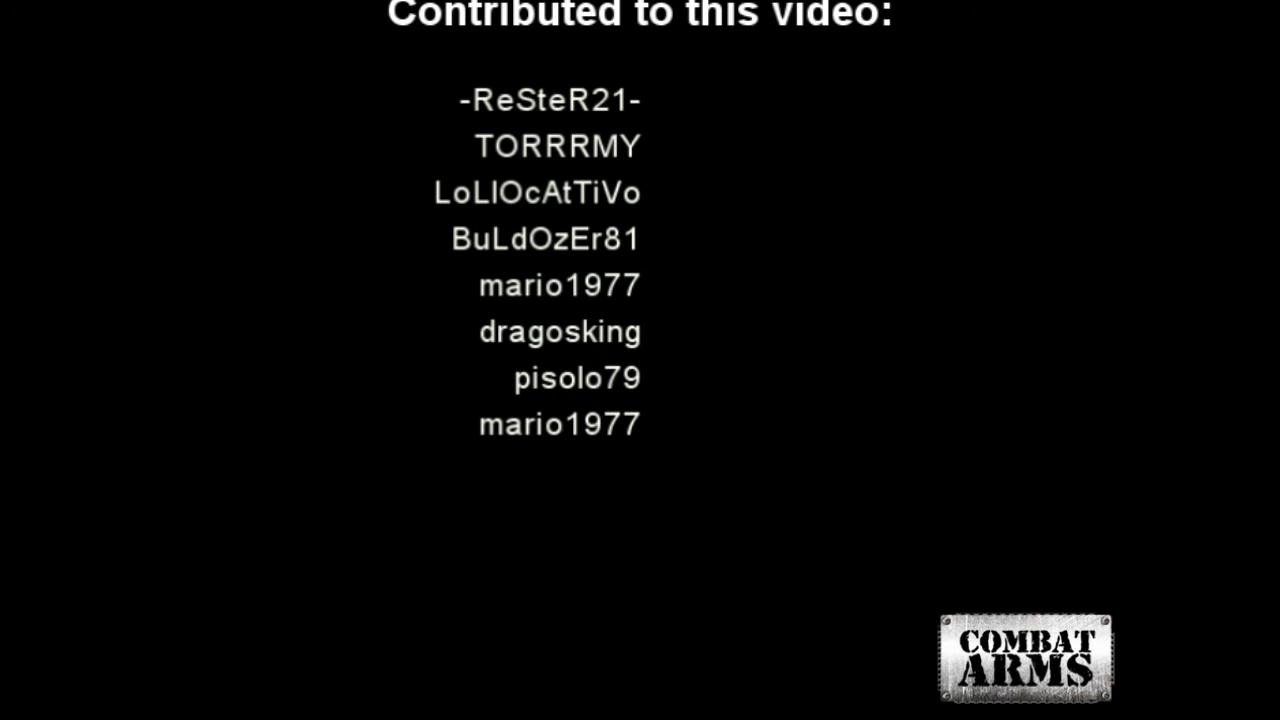 Contributed to this video:
-ReSteR21-
TORRRMY
LoLlOcAtTiVo
BuLdOzEr81
mario1977
dragosking
pisolo79
mario1977
COMBAT
ARMS